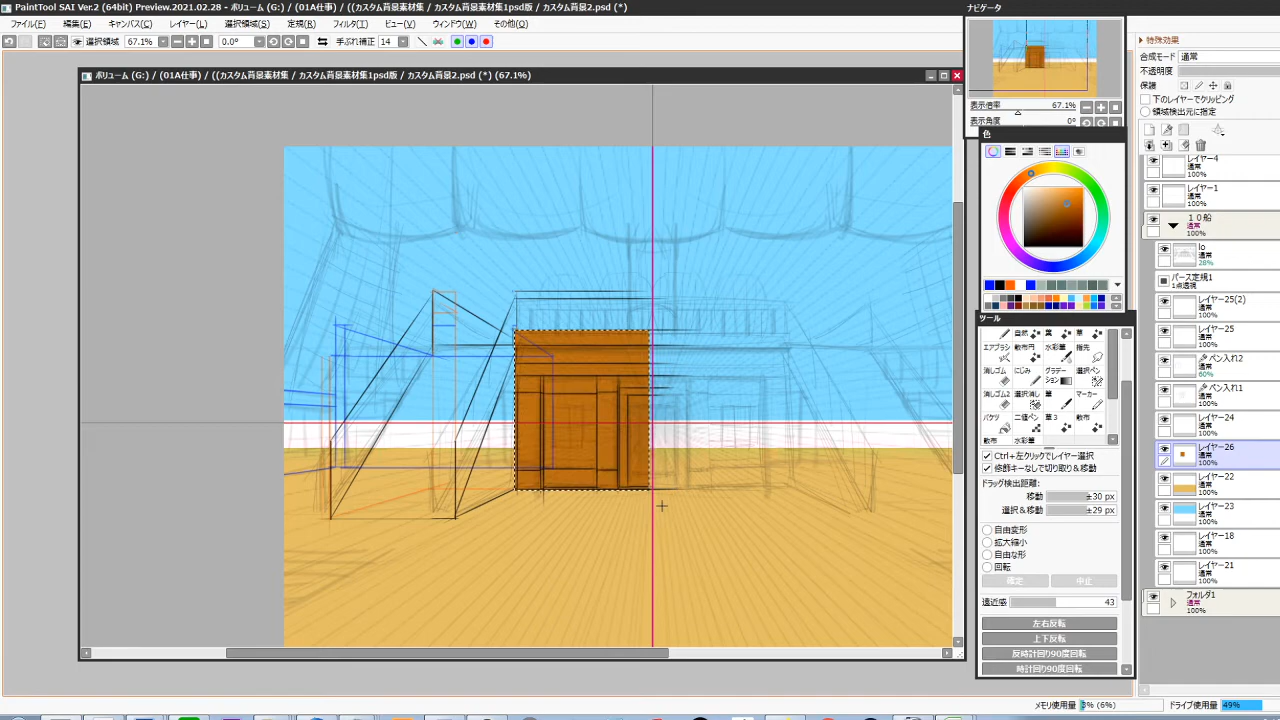 PaintTool SAI Ver.2 (64bit) Preview.2021.02.28 - ボリューム (G:) / (01A仕事) / ((カスタム背景素材集 / カスタム背景素材集1psd版 / カスタム背景2.psd (*)
ファイル(F) 編集(E) キャンバス(C) レイヤー(L) 選択領域(S) 定規(R) フィルタ(T) ビュー(V) ウィンドウ(W) その他(O)
選択領域 67.1% 0.0° 手ぶれ補正 14
ボリューム (G:) / (01A仕事) / ((カスタム背景素材集 / カスタム背景素材集1psd版 / カスタム背景2.psd (*) (67.1%)
ナビゲータ
表示倍率 67.1%
表示角度 0°
色
ツール
自然 葉 草
エアブラシ 散布円 水彩筆 指先
消しゴム にじみ グラデーション 選択ペン
消しゴム2 選択消し 筆 マーカー
バケツ 二値ペン 筆3 散布
散布 水彩筆
Ctrl+左クリックでレイヤー選択
修飾キーなしで切り取り&移動
ドラッグ検出距離:
移動 ±30 px
選択&移動 ±29 px
自由変形
拡大縮小
自由な形
回転
確定 中止
遠近感 43
左右反転
上下反転
反時計回り90度回転
時計回り90度回転
特殊効果
合成モード 通常
不透明度
保護
下のレイヤーでクリッピング
領域検出元に指定
レイヤー4
通常
100%
レイヤー1
通常
100%
10船
通常
100%
lo
通常
28%
パース定規1
1点透視
レイヤー25(2)
通常
100%
レイヤー25
通常
100%
ペン入れ2
通常
60%
ペン入れ1
通常
100%
レイヤー24
通常
100%
レイヤー26
通常
100%
レイヤー22
通常
100%
レイヤー23
通常
100%
レイヤー18
通常
100%
レイヤー21
通常
100%
フォルダ1
通常
100%
メモリ使用量 3% (6%) ドライブ使用量 49%